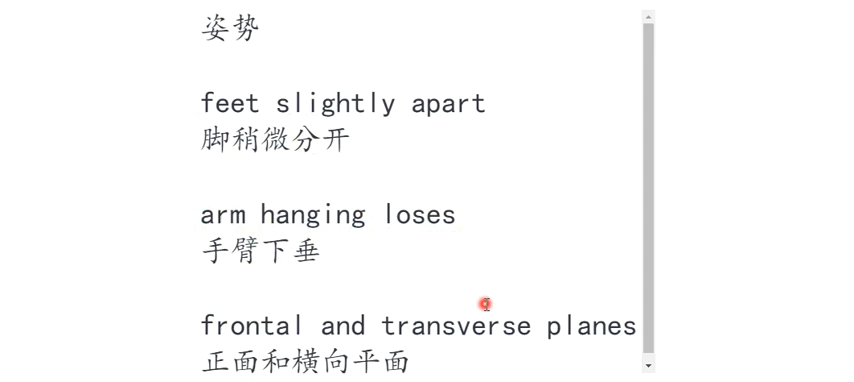 姿势
feet slightly apart
脚稍微分开
arm hanging loses
手臂下垂
frontal and transverse planes
正面和横向平面